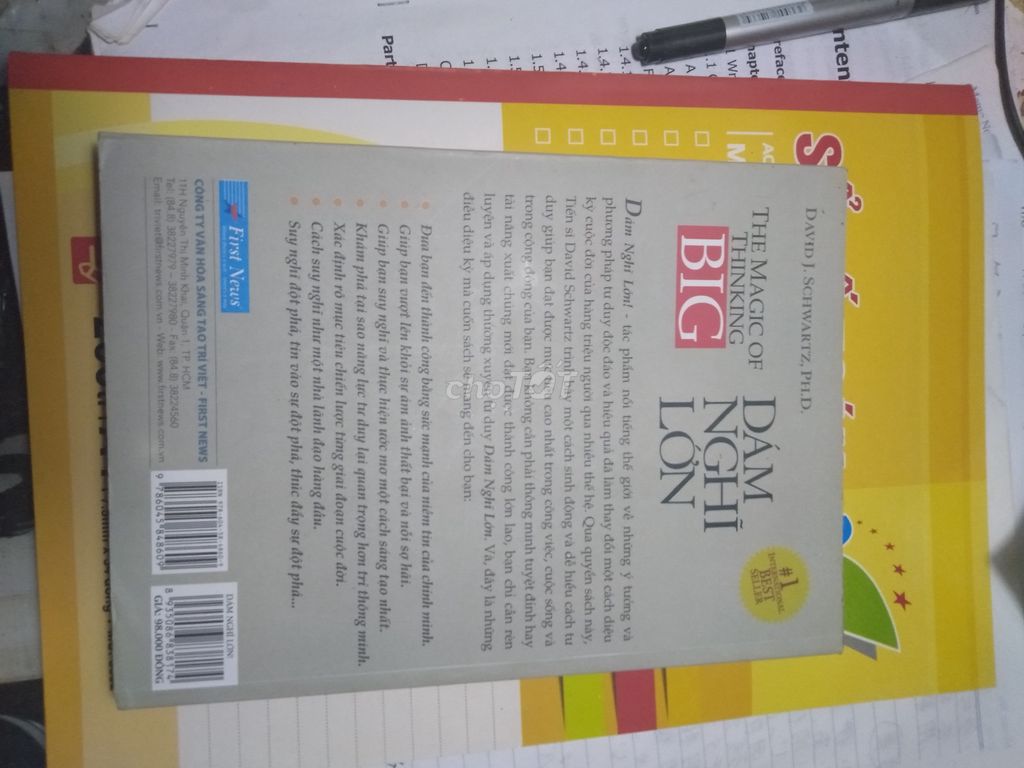 DAVID J. SCHWARTZ, PH.D.
THE MAGIC OF
THINKING
BIG
DÁM
NGHĨ
LỚN
#1
INTERNATIONAL
BEST
SELLER
Dám Nghĩ Lớn! - tác phẩm nổi tiếng thế giới về những ý tưởng và
phương pháp tư duy độc đáo và hiệu quả đã làm thay đổi một cách diệu
kỳ cuộc đời của hàng triệu người qua nhiều thế hệ. Qua quyển sách này,
Tiến sĩ David Schwartz trình bày một cách sinh động và dễ hiểu cách tư
duy giúp bạn đạt được mục tiêu cao nhất trong công việc, cuộc sống và
trong cộng đồng của bạn. Bạn không cần phải thông minh tuyệt đỉnh hay
tài năng xuất chúng mới đạt được thành công lớn lao, bạn chỉ cần rèn
luyện và áp dụng thường xuyên tư duy Dám Nghĩ Lớn. Và, đây là những
điều diệu kỳ mà cuốn sách sẽ mang đến cho bạn:
Đưa bạn đến thành công bằng sức mạnh của niềm tin của chính mình.
Giúp bạn vượt lên khỏi sự ám ảnh thất bại và nỗi sợ hãi.
Giúp bạn suy nghĩ và thực hiện ước mơ một cách sáng tạo nhất.
Khám phá tại sao năng lực tư duy lại quan trọng hơn trí thông minh.
Xác định rõ mục tiêu chiến lược từng giai đoạn cuộc đời.
Cách suy nghĩ như một nhà lãnh đạo hàng đầu.
Suy nghĩ đột phá, tin vào sự đột phá, thúc đẩy sự đột phá...
First News
CÔNG TY VĂN HÓA SÁNG TẠO TRÍ VIỆT - FIRST NEWS
11H Nguyễn Thị Minh Khai, Quận 1, TP. HCM
Tel: (84.8) 38227979 - 38227980 - Fax: (84.8) 38224560
Email: triviet@firstnews.com.vn - Web: www.firstnews.com.vn
9 786045 848609
DÁM NGHĨ LỚN!
8 935086 838174
GIÁ: 98.000 ĐỒNG
chợTỐT
Part
1.4
1.5